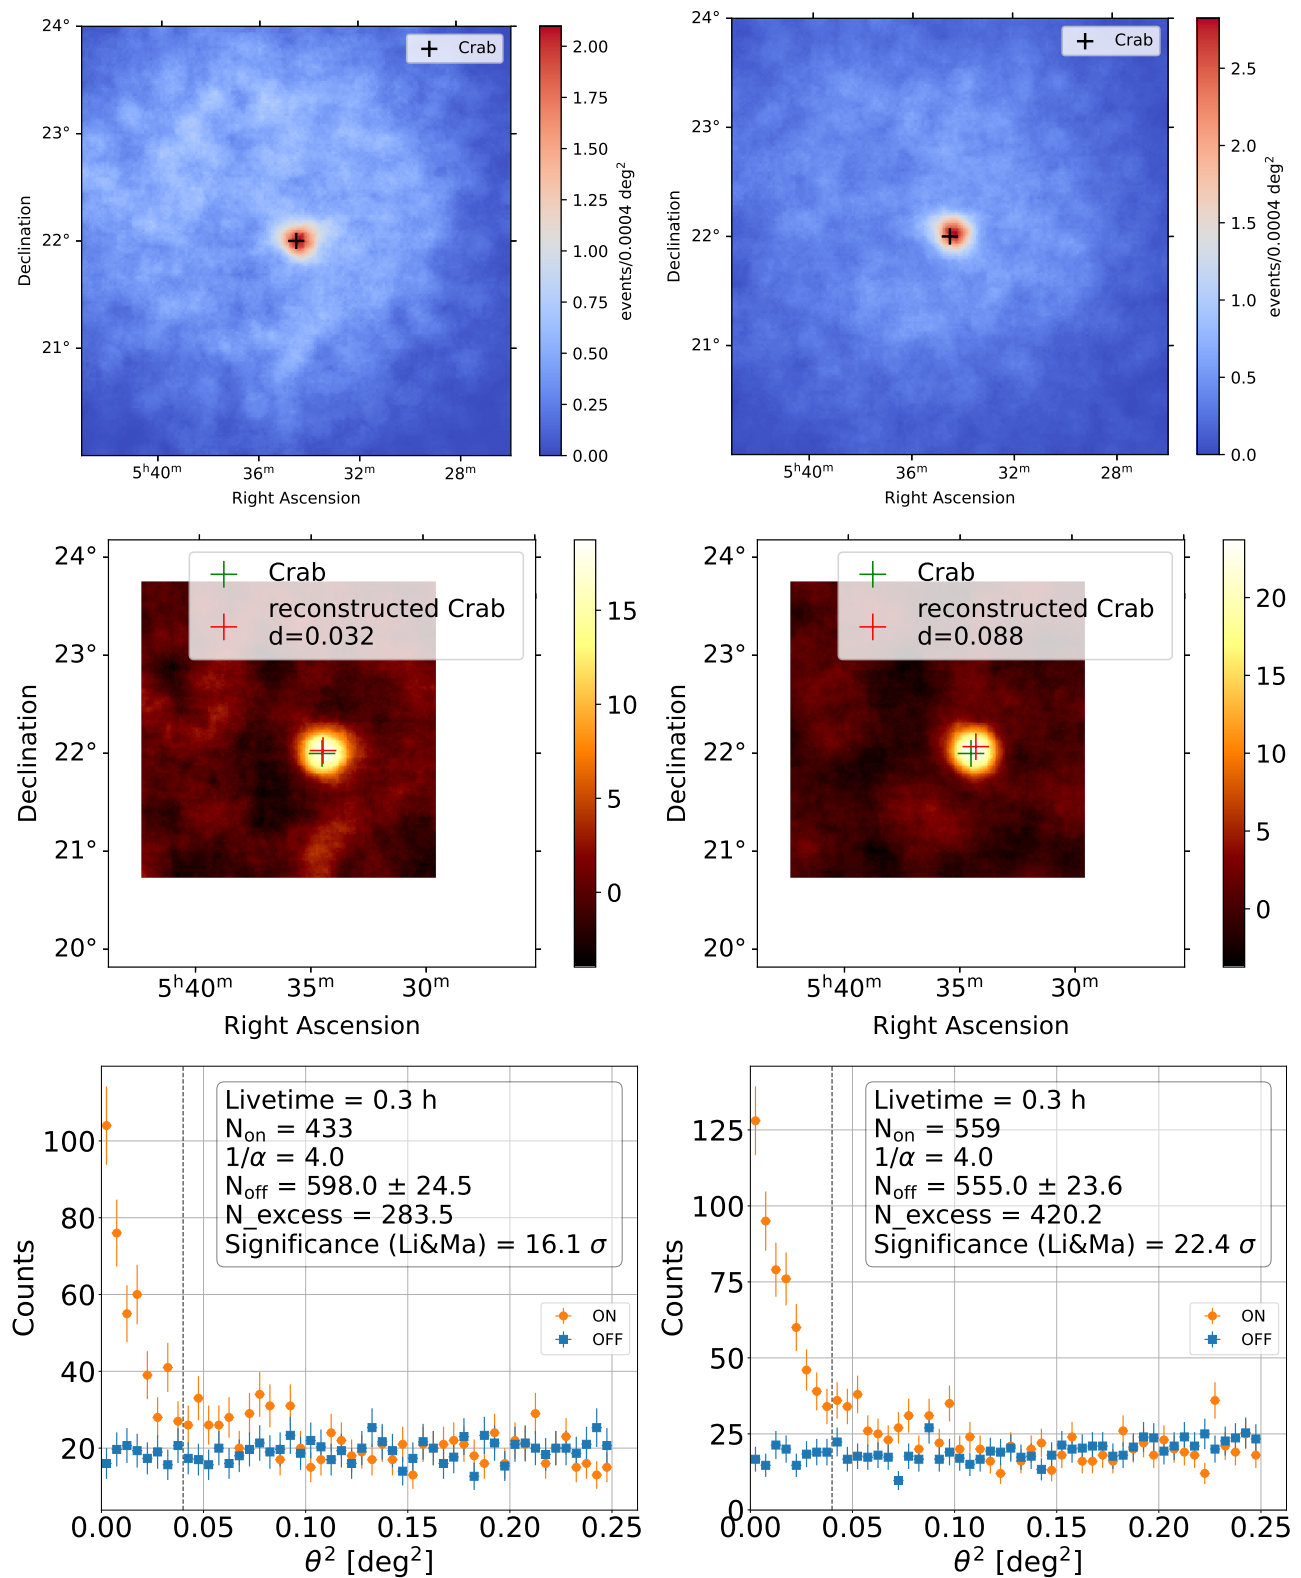 24°
23°
22°
21°
Declination
5ʰ40ᵐ
36ᵐ
32ᵐ
28ᵐ
Right Ascension
Crab
2.00
1.75
1.50
1.25
1.00
0.75
0.50
0.25
0.00
events/0.0004 deg²
24°
23°
22°
21°
Declination
5ʰ40ᵐ
36ᵐ
32ᵐ
28ᵐ
Right Ascension
Crab
2.5
2.0
1.5
1.0
0.5
0.0
events/0.0004 deg²
24°
23°
22°
21°
20°
Declination
5ʰ40ᵐ
35ᵐ
30ᵐ
Right Ascension
Crab
reconstructed Crab
d=0.032
15
10
5
0
24°
23°
22°
21°
20°
Declination
5ʰ40ᵐ
35ᵐ
30ᵐ
Right Ascension
Crab
reconstructed Crab
d=0.088
20
15
10
5
0
100
80
60
40
20
Counts
0.00
0.05
0.10
0.15
0.20
0.25
θ² [deg²]
Livetime = 0.3 h
Nₒₙ = 433
1/α = 4.0
N_off = 598.0 ± 24.5
N_excess = 283.5
Significance (Li&Ma) = 16.1 σ
ON
OFF
125
100
75
50
25
0
Counts
0.00
0.05
0.10
0.15
0.20
0.25
θ² [deg²]
Livetime = 0.3 h
Nₒₙ = 559
1/α = 4.0
N_off = 555.0 ± 23.6
N_excess = 420.2
Significance (Li&Ma) = 22.4 σ
ON
OFF